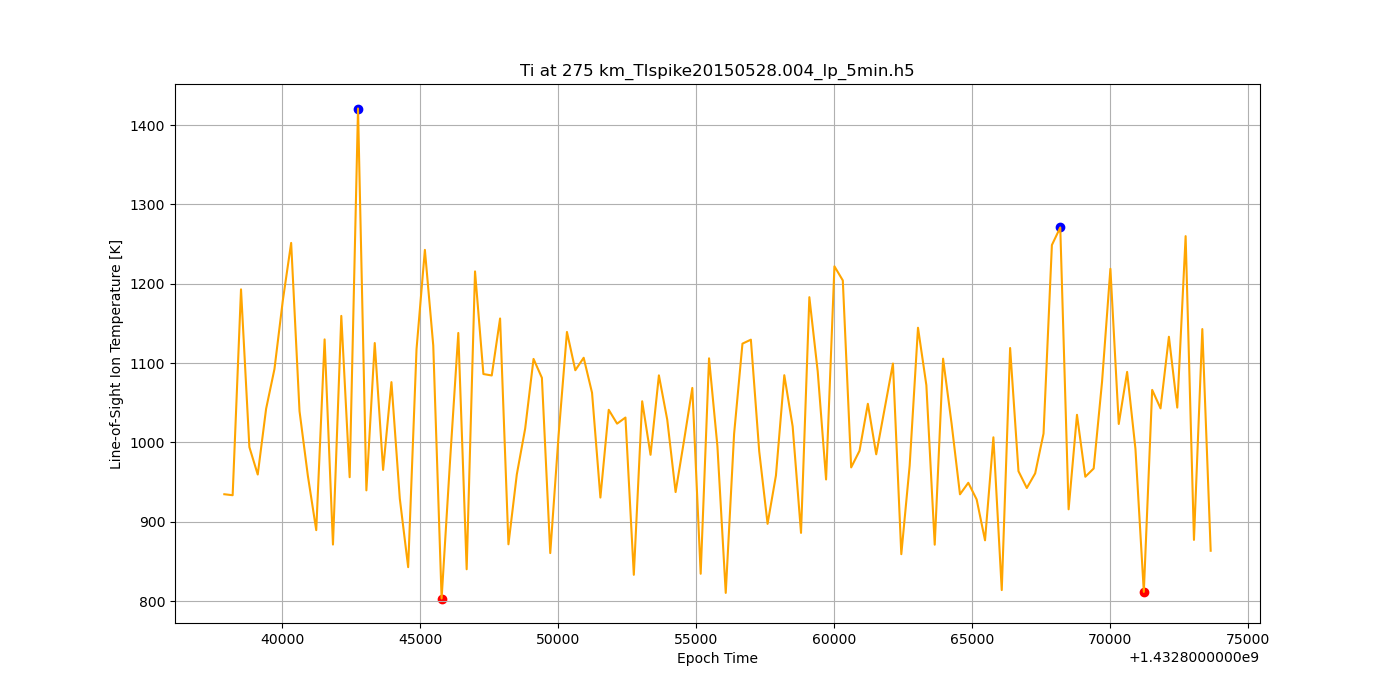 Ti at 275 km_TIspike20150528.004_lp_5min.h5
Line-of-Sight Ion Temperature [K]
1400
1300
1200
1100
1000
900
800
40000 45000 50000 55000 60000 65000 70000 75000
Epoch Time
+1.4328000000e9